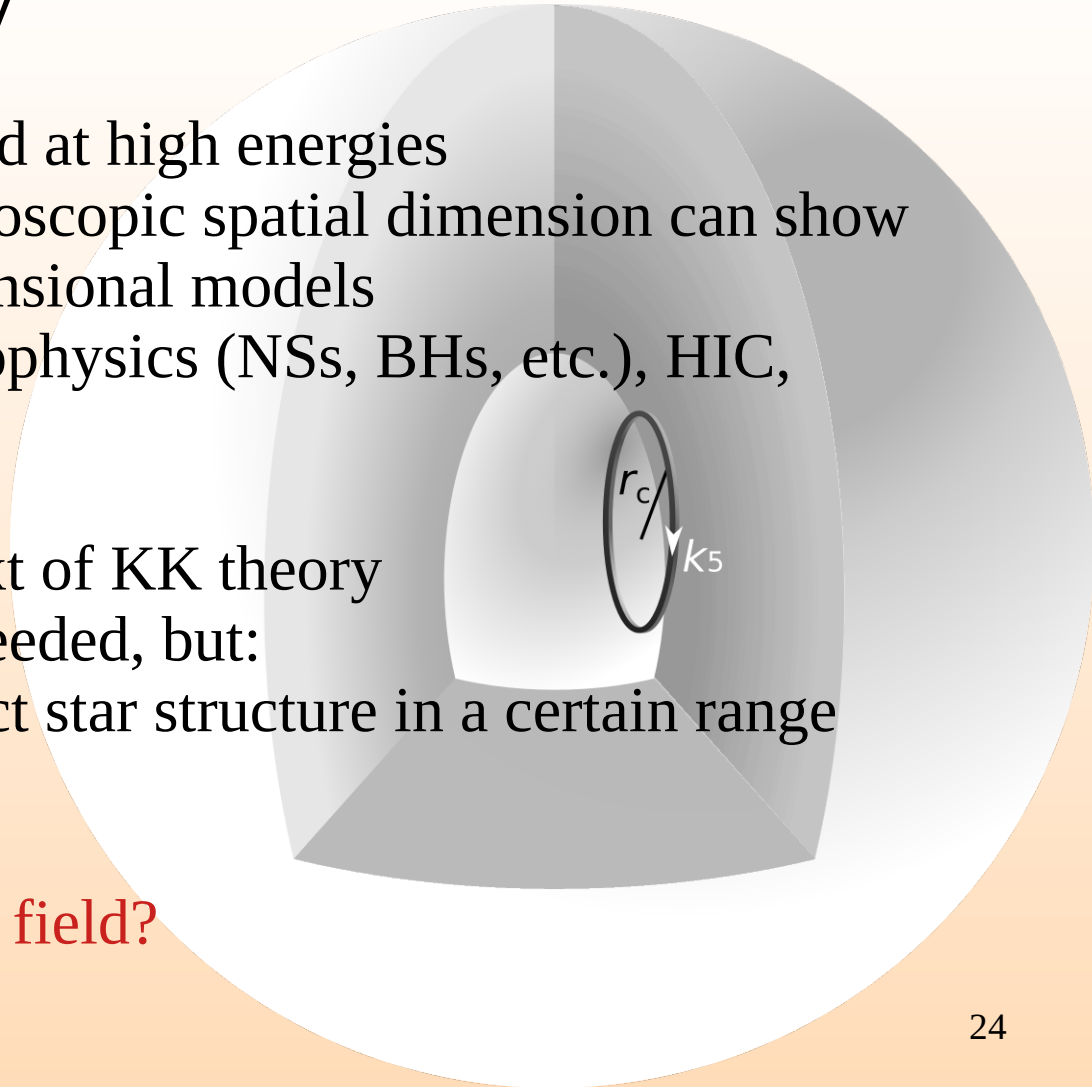 d at high energies
oscopic spatial dimension can show
nsional models
ophysics (NSs, BHs, etc.), HIC,
rc
k5
xt of KK theory
eeded, but:
ct star structure in a certain range
field?
24